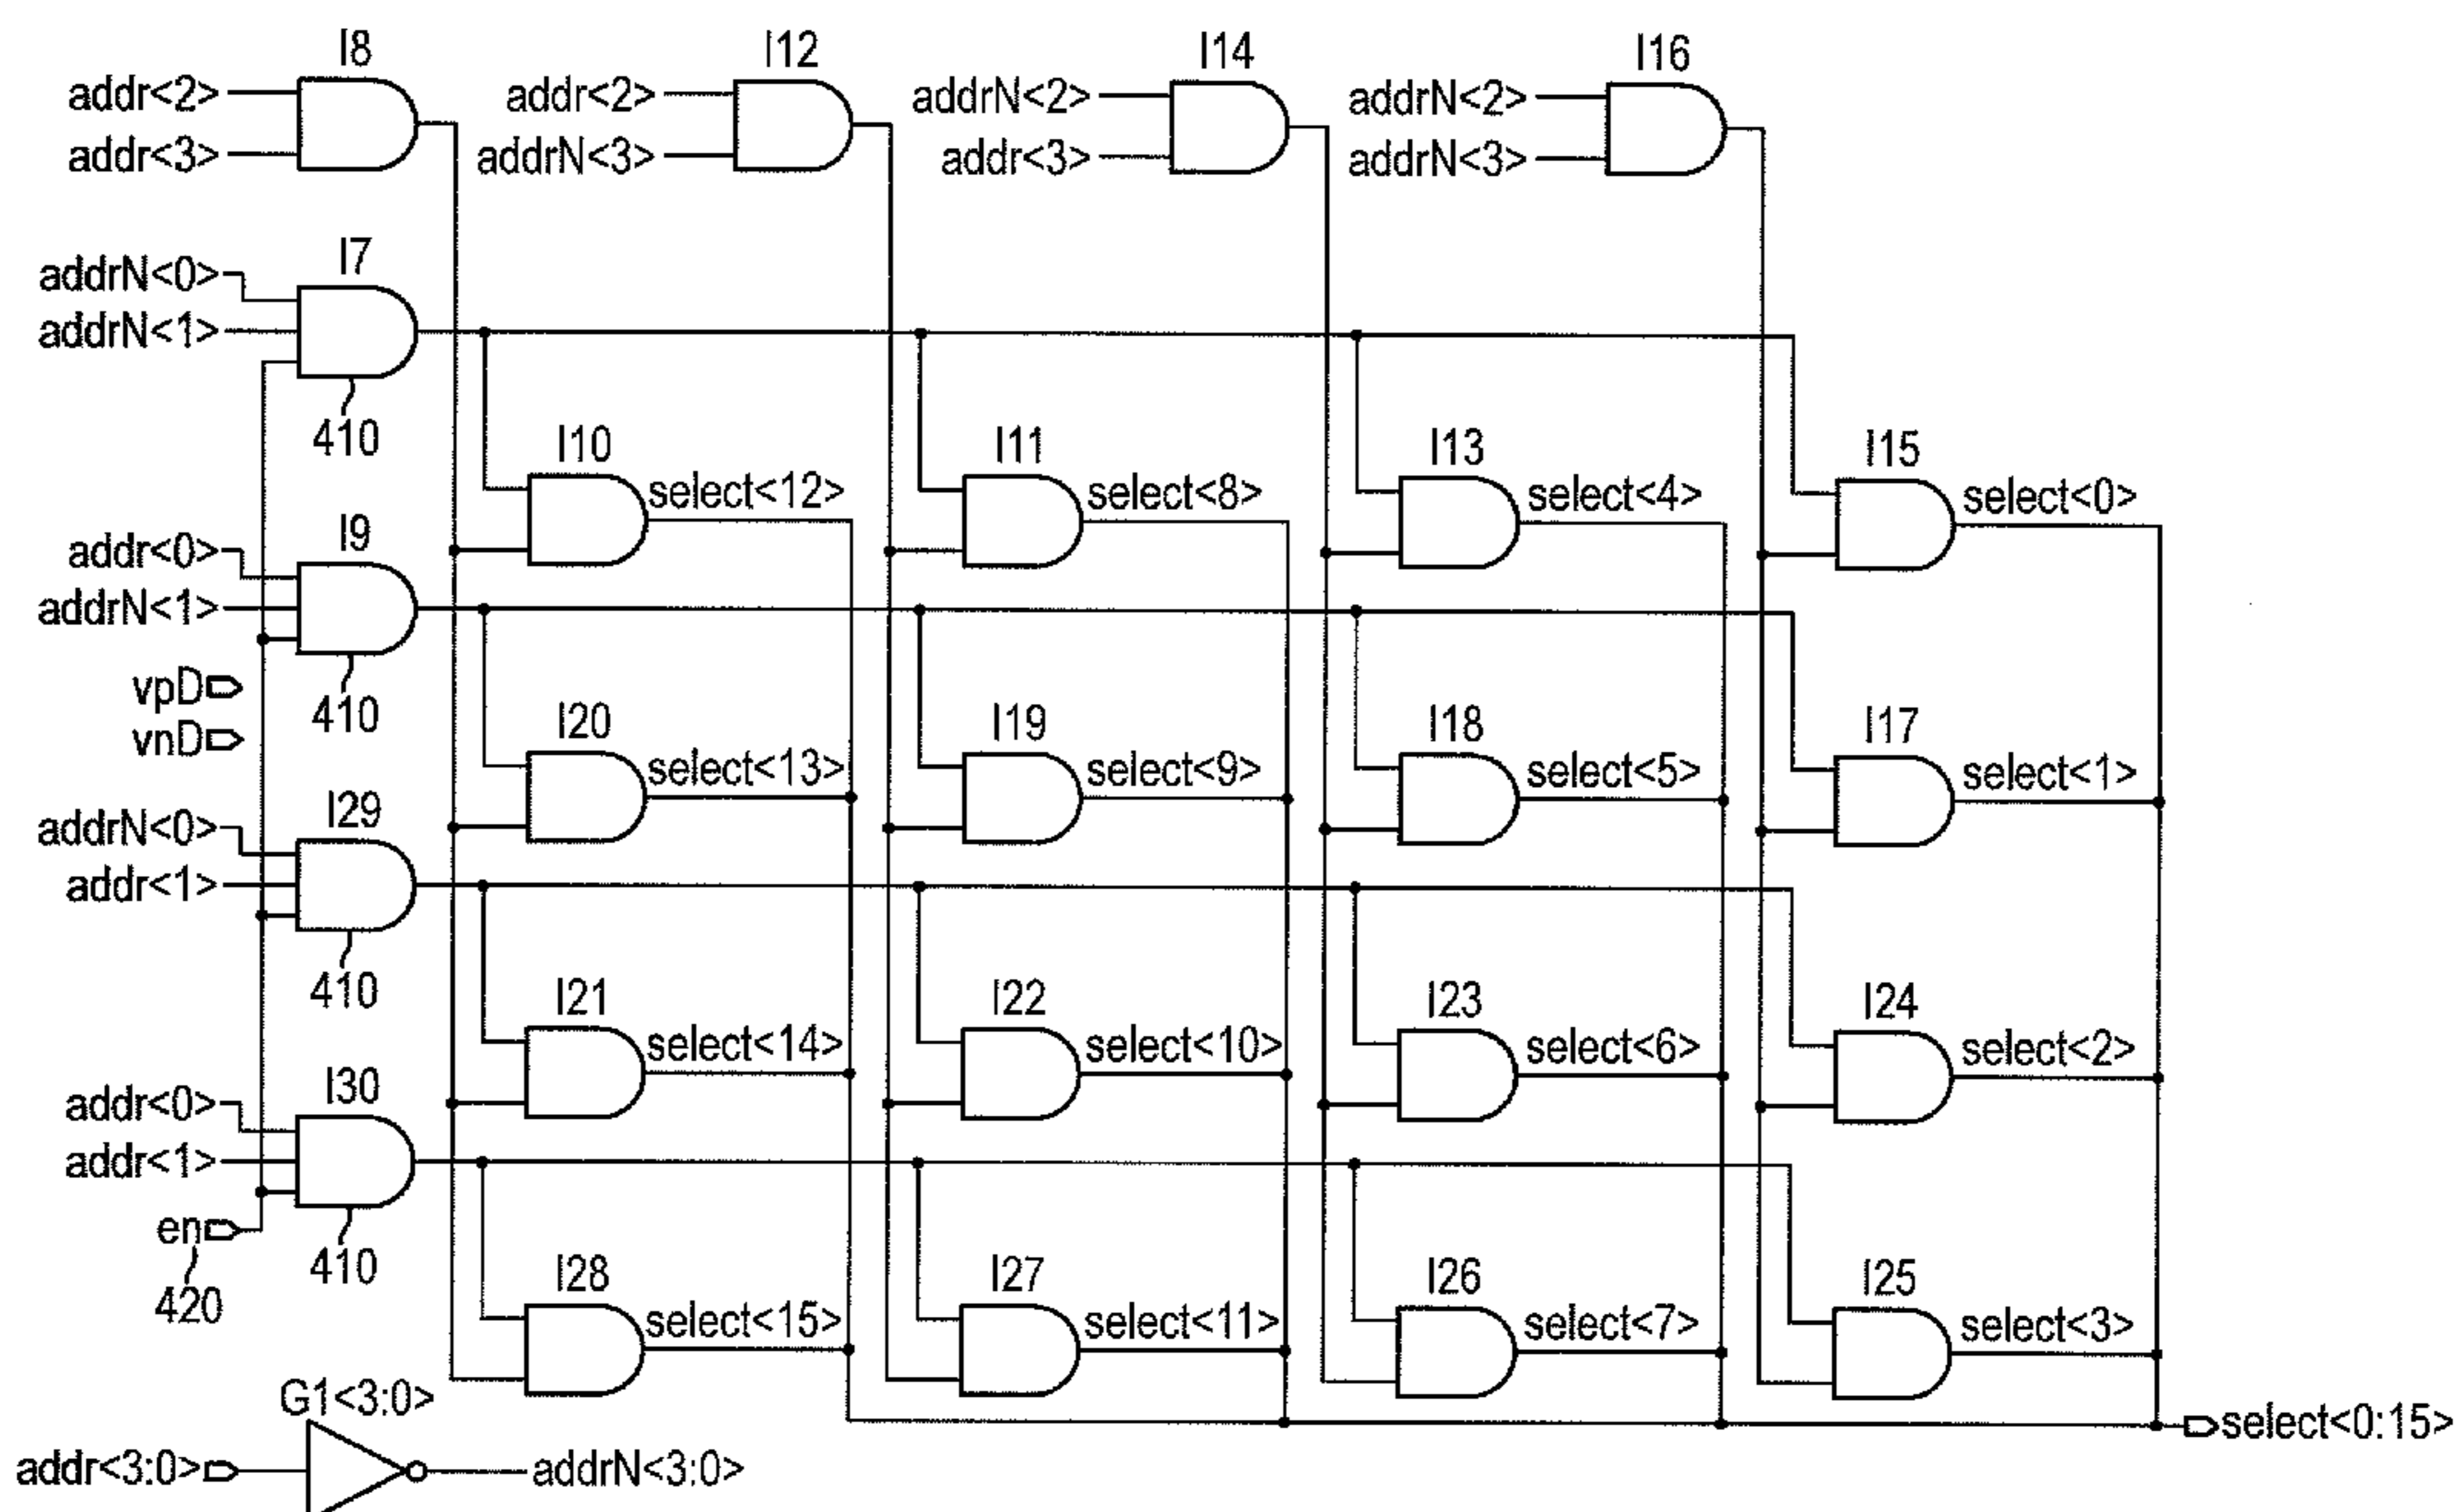 I8
I12
I14
I16
addr<2>
addr<2>
addrN<2>
addrN<2>
addr<3>
addrN<3>
addr<3>
addrN<3>
I7
addrN<0>
addrN<1>
410
I10
I11
I13
I15
select<12>
select<8>
select<4>
select<0>
I9
addr<0>
addrN<1>
410
vpD
vnD
I20
I19
I18
I17
select<13>
select<9>
select<5>
select<1>
I29
addrN<0>
addr<1>
410
I21
I22
I23
I24
select<14>
select<10>
select<6>
select<2>
I30
addr<0>
addr<1>
en
410
420
I28
I27
I26
I25
select<15>
select<11>
select<7>
select<3>
G1<3:0>
select<0:15>
addr<3:0>
addrN<3:0>